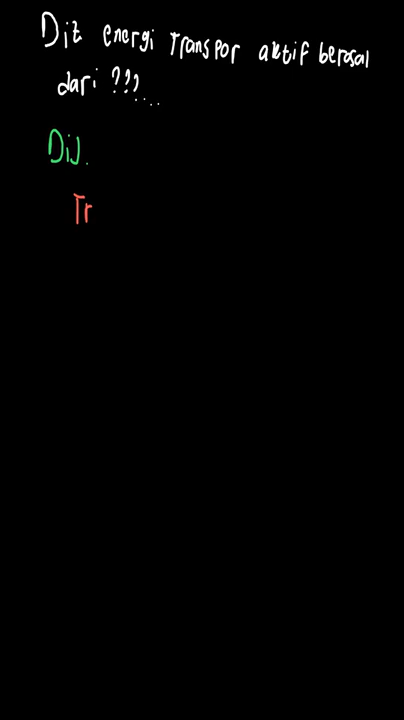 Dit energi Transpor aktif berasal
dari ???....
Dij.
Tr